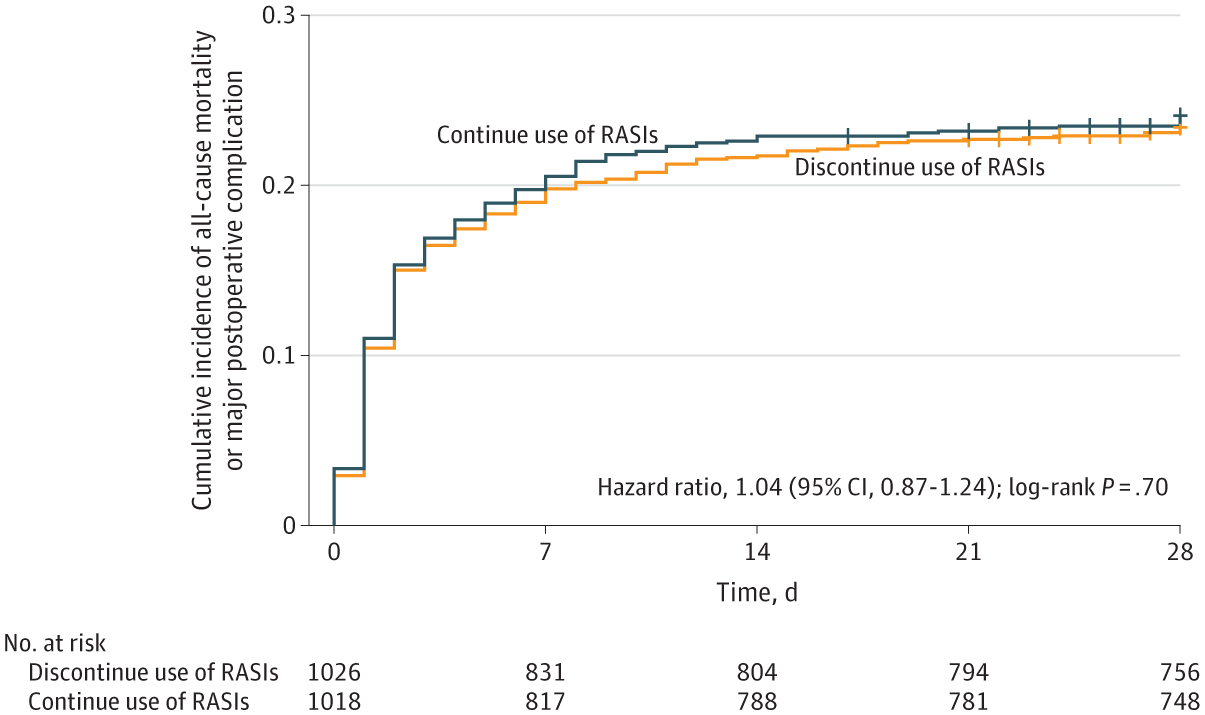 Cumulative incidence of all-cause mortality
or major postoperative complication
0.3
0.2
0.1
0
Continue use of RASIs
Discontinue use of RASIs
Hazard ratio, 1.04 (95% CI, 0.87-1.24); log-rank P = .70
0 7 14 21 28
Time, d
No. at risk
Discontinue use of RASIs 1026 831 804 794 756
Continue use of RASIs 1018 817 788 781 748